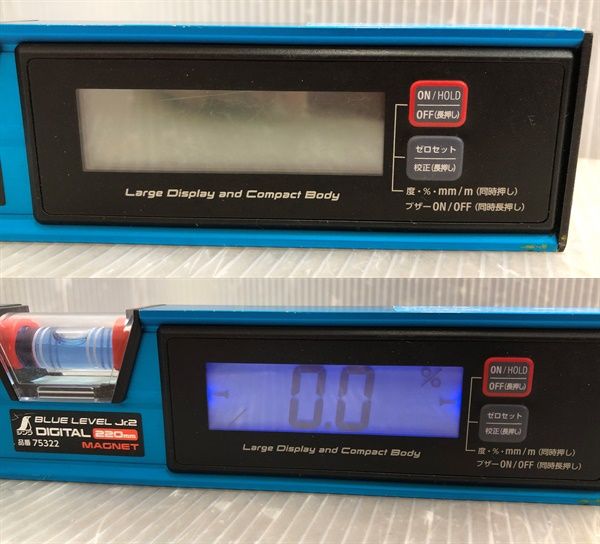 ON/HOLD
OFF(長押し)
ゼロセット
校正(長押し)
度・%・mm/m(同時押し)
ブザーON/OFF(同時長押し)
Large Display and Compact Body
0.0 %
ON/HOLD
OFF(長押し)
ゼロセット
校正(長押し)
度・%・mm/m(同時押し)
ブザーON/OFF(同時長押し)
Large Display and Compact Body
シンワ
BLUE LEVEL Jr.2
DIGITAL 220mm
品番 75322
MAGNET